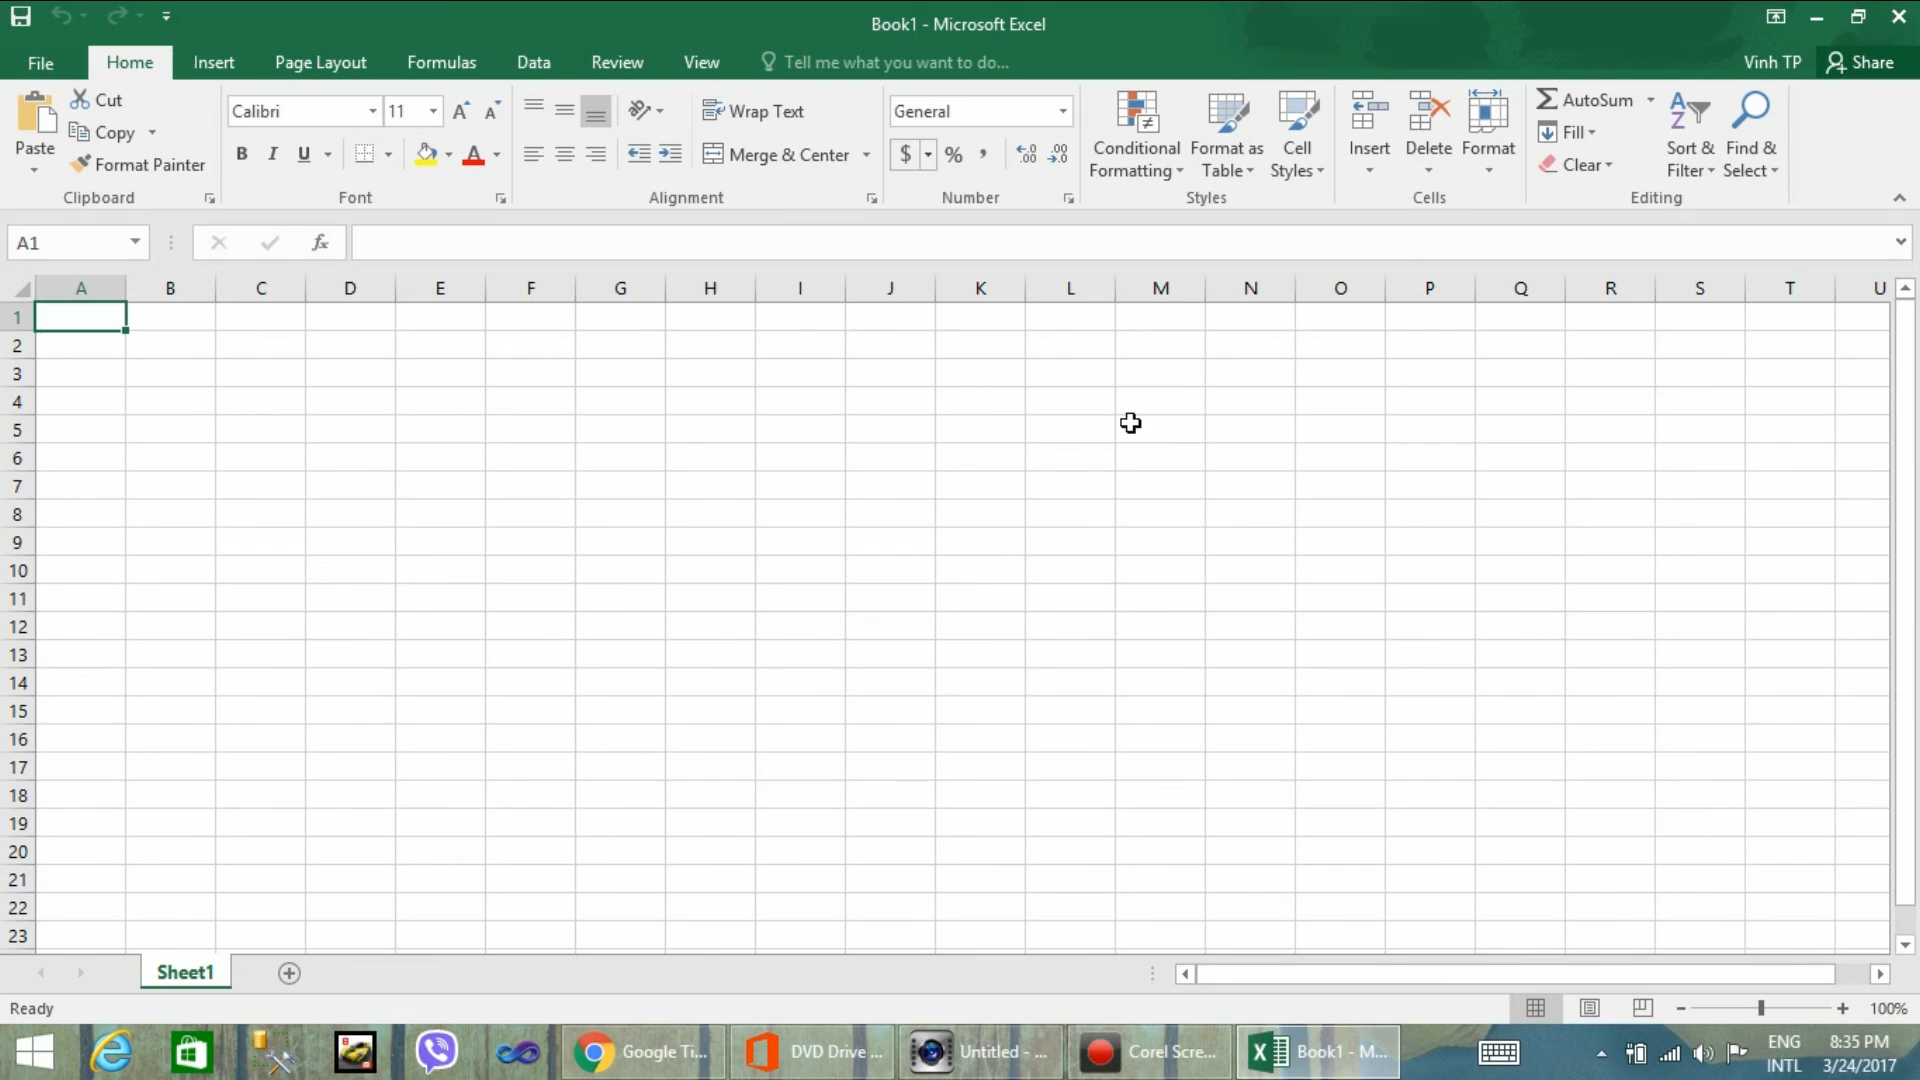 Book1 - Microsoft Excel
File Home Insert Page Layout Formulas Data Review View Tell me what you want to do... Vinh TP Share
Cut
Copy
Format Painter
Paste
Clipboard
Calibri 11
B I U A
Font
Wrap Text
Merge & Center
Alignment
General
$ % ,
Number
Conditional Formatting
Format as Table
Cell Styles
Styles
Insert Delete Format
Cells
AutoSum
Fill
Clear
Sort & Filter
Find & Select
Editing
A1 fx
A B C D E F G H I J K L M N O P Q R S T U
1
2
3
4
5
6
7
8
9
10
11
12
13
14
15
16
17
18
19
20
21
22
23
Sheet1
Ready 100%
Google Ti... DVD Drive ... Untitled - ... Corel Scre... Book1 - M...
ENG 8:35 PM
INTL 3/24/2017